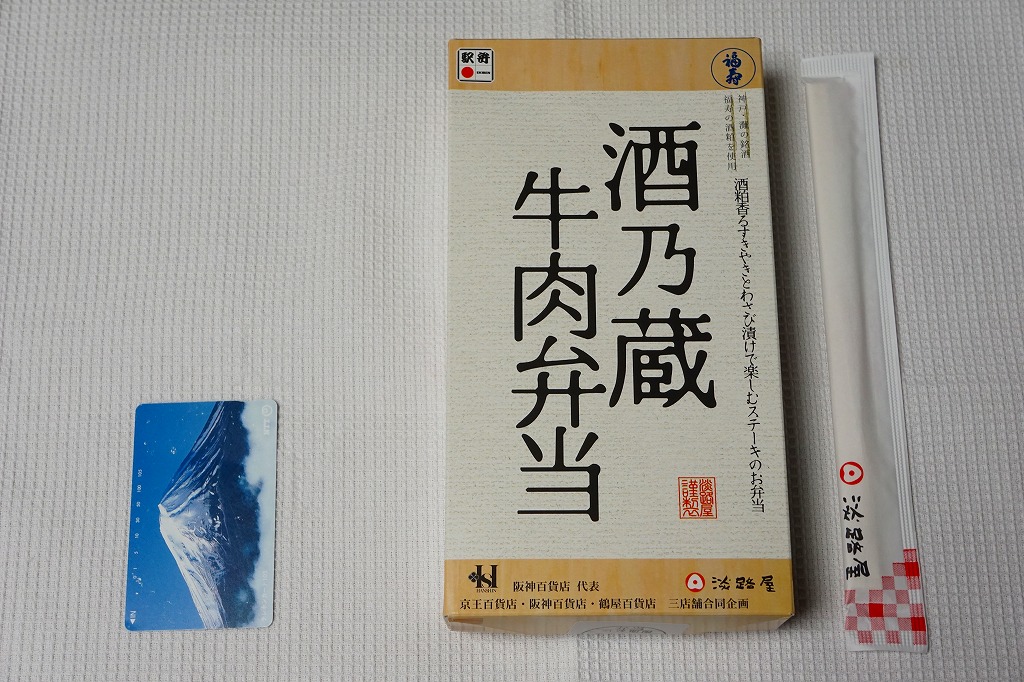 駅弁
福寿
神戸・灘の銘酒
福寿の酒粕を使用
酒粕香るすきやきとわさび漬けで楽しむステーキのお弁当
酒乃蔵
牛肉弁当
淡路屋
謹製
H
HANSHIN
阪神百貨店 代表
淡路屋
京王百貨店・阪神百貨店・鶴屋百貨店 三店舗合同企画
淡路屋